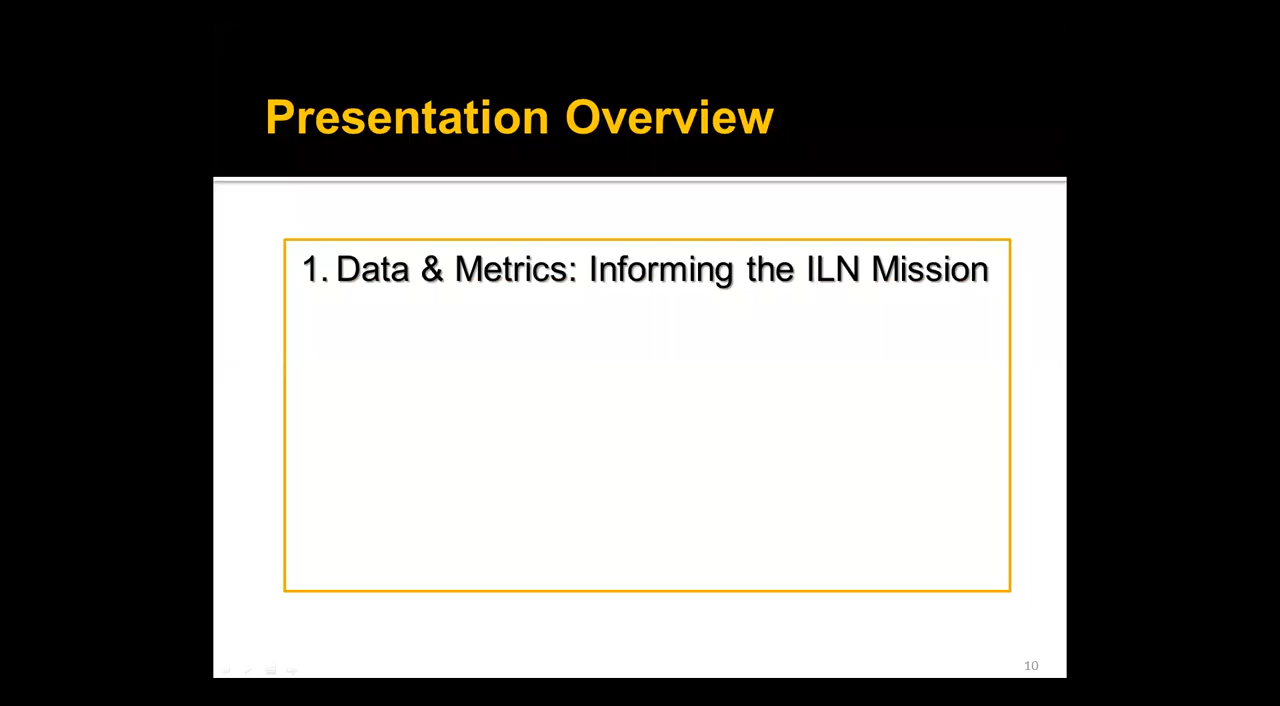 Presentation Overview
1. Data & Metrics: Informing the ILN Mission
10